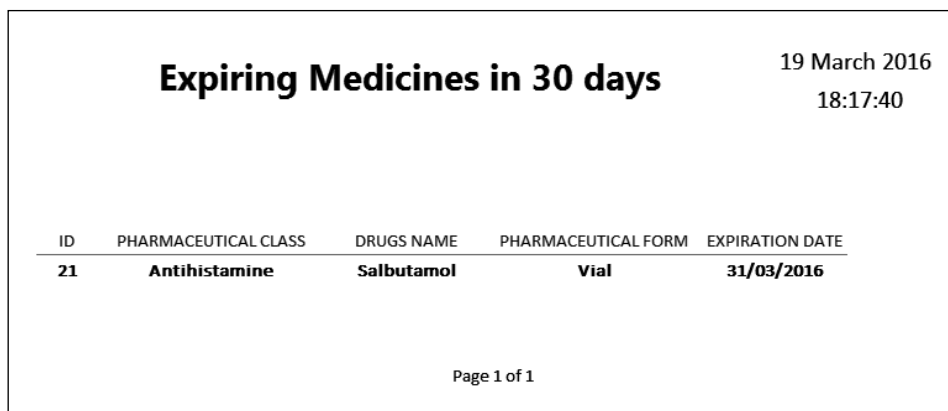 Expiring Medicines in 30 days
19 March 2016
18:17:40
ID PHARMACEUTICAL CLASS DRUGS NAME PHARMACEUTICAL FORM EXPIRATION DATE
21 Antihistamine Salbutamol Vial 31/03/2016
Page 1 of 1